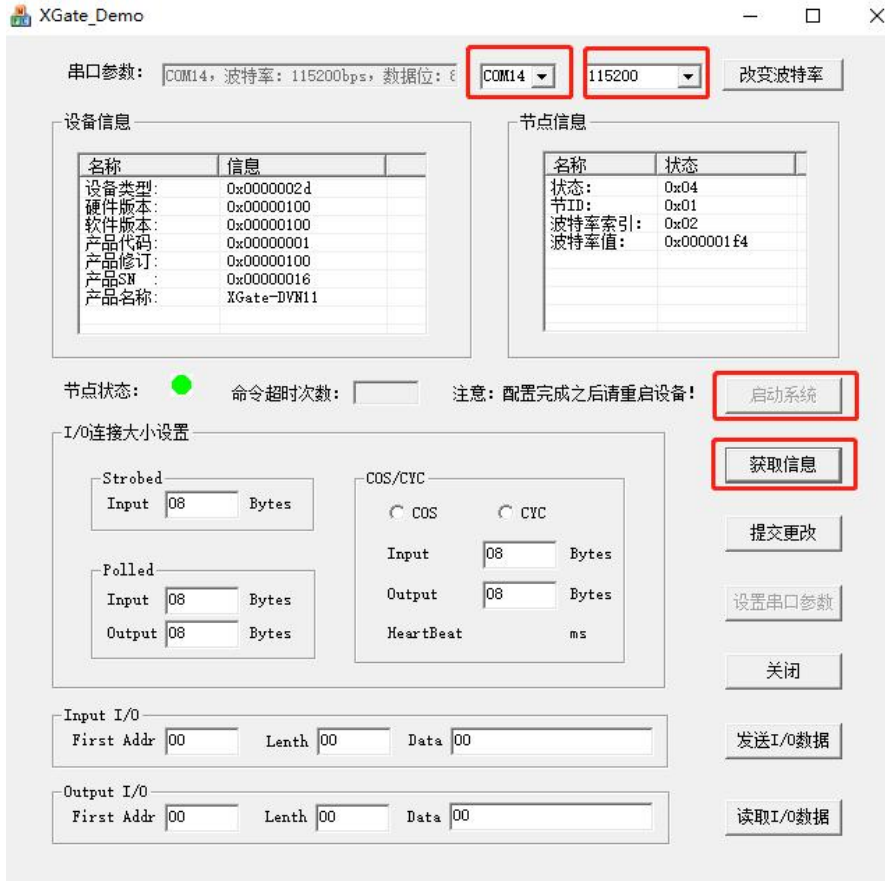 XGate_Demo
串口参数： COM14，波特率：115200bps，数据位：8 COM14 115200 改变波特率
设备信息 节点信息
名称 信息 名称 状态
设备类型： 0x0000002d 状态： 0x04
硬件版本： 0x00000100 节ID： 0x01
软件版本： 0x00000100 波特率索引： 0x02
产品代码： 0x00000001 波特率值： 0x000001f4
产品修订： 0x00000100
产品SN ： 0x00000016
产品名称： XGate-DVN11
节点状态： 命令超时次数： 注意：配置完成之后请重启设备！ 启动系统
I/O连接大小设置
获取信息
Strobed COS/CYC
Input 08 Bytes COS CYC
提交更改
Input 08 Bytes
Polled
Input 08 Bytes Output 08 Bytes 设置串口参数
Output 08 Bytes HeartBeat ms
关闭
Input I/O
First Addr 00 Lenth 00 Data 00 发送I/O数据
Output I/O
First Addr 00 Lenth 00 Data 00 读取I/O数据